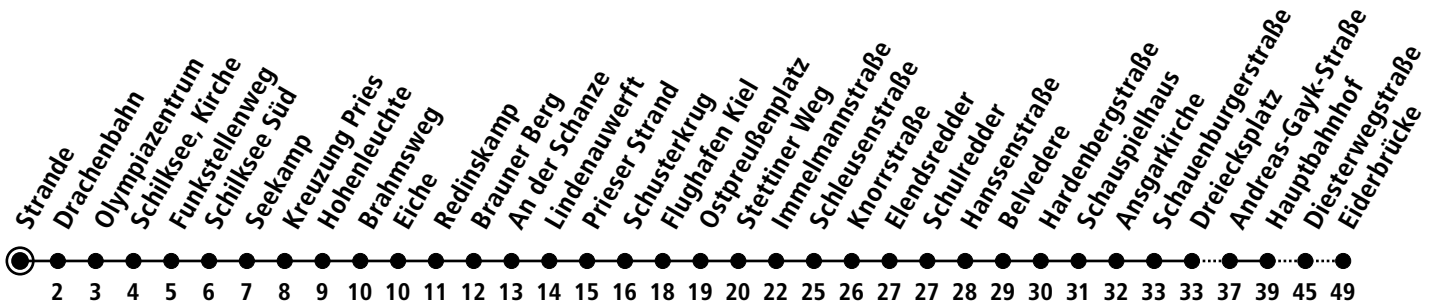 Strande
Drachenbahn
Olympiazentrum
Schilksee, Kirche
Funkstellenweg
Schilksee Süd
Seekamp
Kreuzung Pries
Hohenleuchte
Brahmsweg
Eiche
Redinskamp
Brauner Berg
An der Schanze
Lindenauwerft
Prieser Strand
Schusterkrug
Flughafen Kiel
Ostpreußenplatz
Stettiner Weg
Immelmannstraße
Schleusenstraße
Knorrstraße
Elendsredder
Schulredder
Hanssenstraße
Belvedere
Hardenbergstraße
Schauspielhaus
Ansgarkirche
Schauenburgerstraße
Dreiecksplatz
Andreas-Gayk-Straße
Hauptbahnhof
Diesterwegstraße
Eiderbrücke
2 3 4 5 6 7 8 9 10 10 11 12 13 14 15 16 18 19 20 22 25 26 27 27 28 29 30 31 32 33 33 37 39 45 49